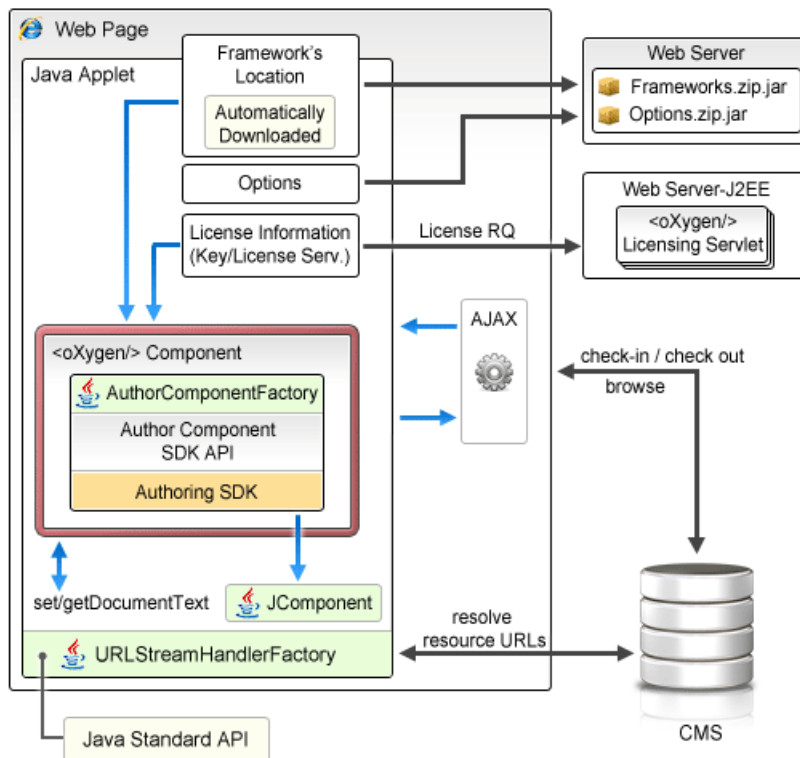 Web Page
Java Applet
Framework's
Location
Automatically
Downloaded
Options
License Information
(Key/License Serv.)
License RQ
Web Server
Frameworks.zip.jar
Options.zip.jar
Web Server-J2EE
<oXygen/>
Licensing Servlet
<oXygen/> Component
AuthorComponentFactory
Author Component
SDK API
Authoring SDK
AJAX
check-in / check out
browse
set/getDocumentText
JComponent
URLStreamHandlerFactory
resolve
resource URLs
CMS
Java Standard API